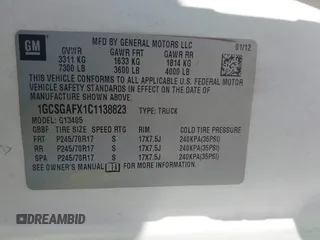 GM
MFD BY GENERAL MOTORS LLC
01/12
GVWR GAWR FRT GAWR RR
3311 KG 1633 KG 1814 KG
7300 LB 3600 LB 4000 LB
THIS VEHICLE CONFORMS TO ALL APPLICABLE U.S. FEDERAL MOTOR
VEHICLE SAFETY STANDARDS IN EFFECT ON THE DATE OF
MANUFACTURE SHOWN ABOVE.
1GCSGAFX1C1138823 TYPE: TRUCK
MODEL: G13405
TIRE SIZE SPEED RTG RIM COLD TIRE PRESSURE
FRT P245/70R17 S 17X7.5J 240KPA(35PSI)
RR P245/70R17 S 17X7.5J 240KPA(35PSI)
SPA P245/70R17 S 17X7.5J 240KPA(35PSI)
SEE OWNER'S MANUAL FOR MORE INFORMATION.
DREAMBID